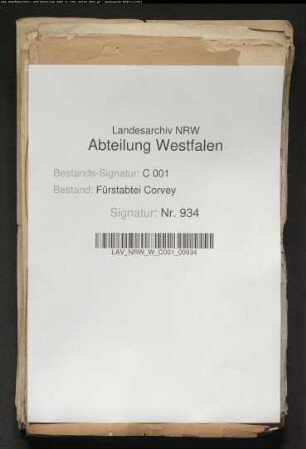 Landesarchiv NRW
Abteilung Westfalen
Bestands-Signatur: C 001
Bestand: Fürstabtei Corvey
Signatur: Nr. 934
LAV_NRW_W_C001_00934